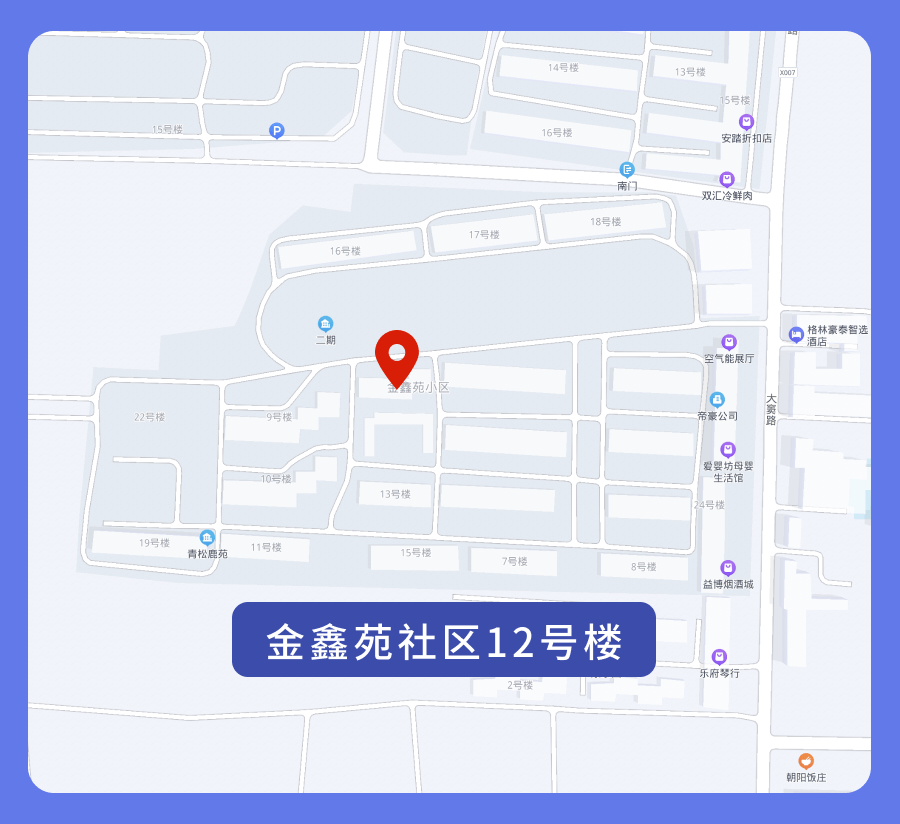 14号楼
13号楼
X007
15号楼
15号楼
安踏折扣店
16号楼
南门
双汇冷鲜肉
18号楼
17号楼
16号楼
二期
格林豪泰智选
酒店
空气能展厅
金鑫苑小区
22号楼
9号楼
帝豪公司
大窦路
爱婴坊母婴
生活馆
10号楼
13号楼
24号楼
19号楼
青松鹿苑
11号楼
15号楼
7号楼
8号楼
益博烟酒城
金鑫苑社区12号楼
乐府琴行
2号楼
朝阳饭庄